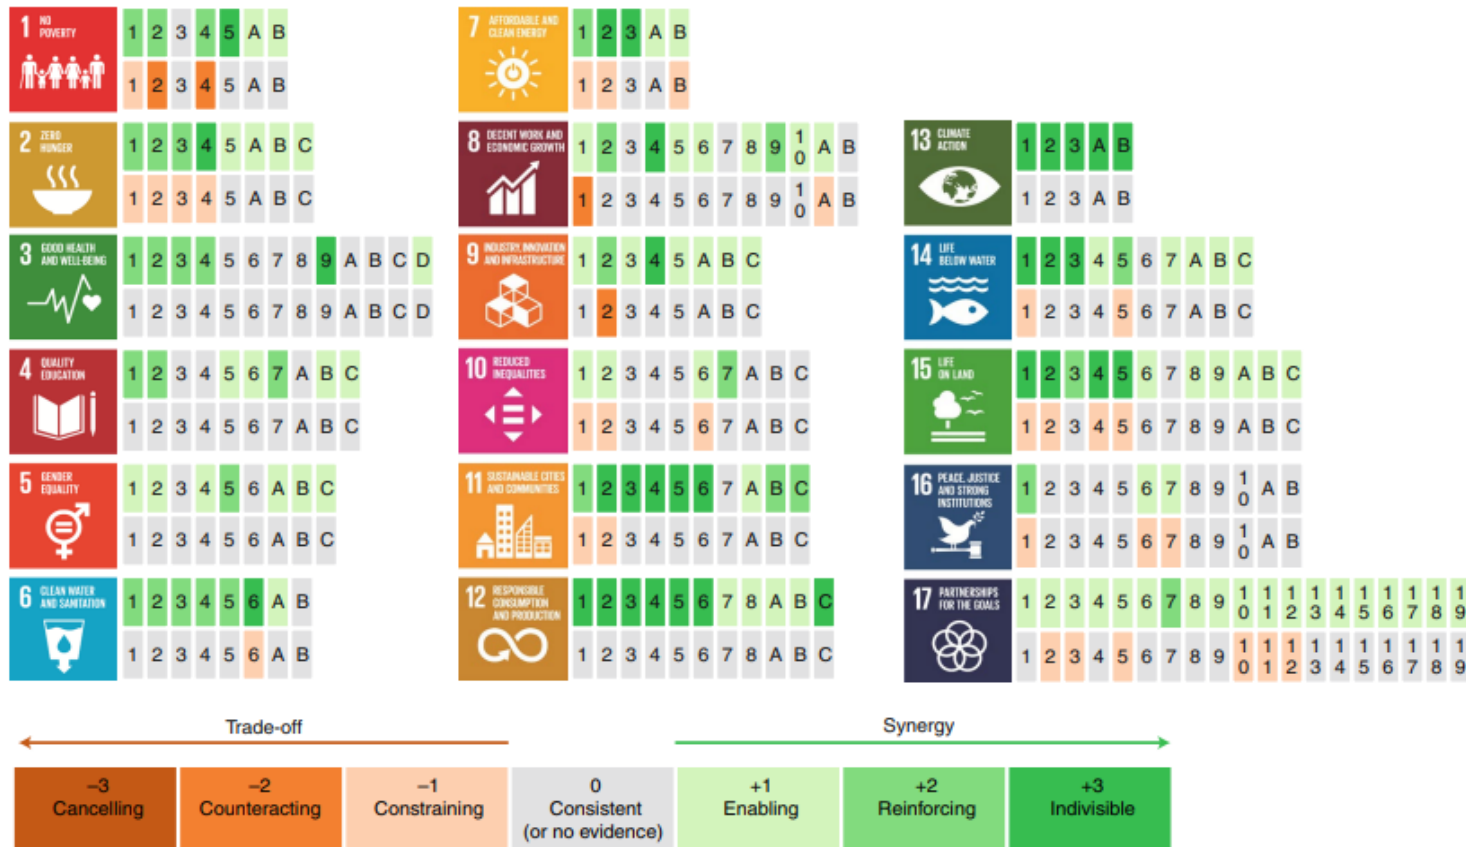 1 NO
POVERTY
1 2 3 4 5 A B
1 2 3 4 5 A B
2 ZERO
HUNGER
1 2 3 4 5 A B C
1 2 3 4 5 A B C
3 GOOD HEALTH
AND WELL-BEING
1 2 3 4 5 6 7 8 9 A B C D
1 2 3 4 5 6 7 8 9 A B C D
4 QUALITY
EDUCATION
1 2 3 4 5 6 7 A B C
1 2 3 4 5 6 7 A B C
5 GENDER
EQUALITY
1 2 3 4 5 6 A B C
1 2 3 4 5 6 A B C
6 CLEAN WATER
AND SANITATION
1 2 3 4 5 6 A B
1 2 3 4 5 6 A B
7 AFFORDABLE AND
CLEAN ENERGY
1 2 3 A B
1 2 3 A B
8 DECENT WORK AND
ECONOMIC GROWTH
1 2 3 4 5 6 7 8 9 10 A B
1 2 3 4 5 6 7 8 9 10 A B
9 INDUSTRY, INNOVATION
AND INFRASTRUCTURE
1 2 3 4 5 A B C
1 2 3 4 5 A B C
10 REDUCED
INEQUALITIES
1 2 3 4 5 6 7 A B C
1 2 3 4 5 6 7 A B C
11 SUSTAINABLE CITIES
AND COMMUNITIES
1 2 3 4 5 6 7 A B C
1 2 3 4 5 6 7 A B C
12 RESPONSIBLE
CONSUMPTION
AND PRODUCTION
1 2 3 4 5 6 7 8 A B C
1 2 3 4 5 6 7 8 A B C
13 CLIMATE
ACTION
1 2 3 A B
1 2 3 A B
14 LIFE
BELOW WATER
1 2 3 4 5 6 7 A B C
1 2 3 4 5 6 7 A B C
15 LIFE
ON LAND
1 2 3 4 5 6 7 8 9 A B C
1 2 3 4 5 6 7 8 9 A B C
16 PEACE, JUSTICE
AND STRONG
INSTITUTIONS
1 2 3 4 5 6 7 8 9 10 A B
1 2 3 4 5 6 7 8 9 10 A B
17 PARTNERSHIPS
FOR THE GOALS
1 2 3 4 5 6 7 8 9 10 11 12 13 14 15 16 17 18 19
1 2 3 4 5 6 7 8 9 10 11 12 13 14 15 16 17 18 19
Trade-off
Synergy
–3
Cancelling
–2
Counteracting
–1
Constraining
0
Consistent
(or no evidence)
+1
Enabling
+2
Reinforcing
+3
Indivisible